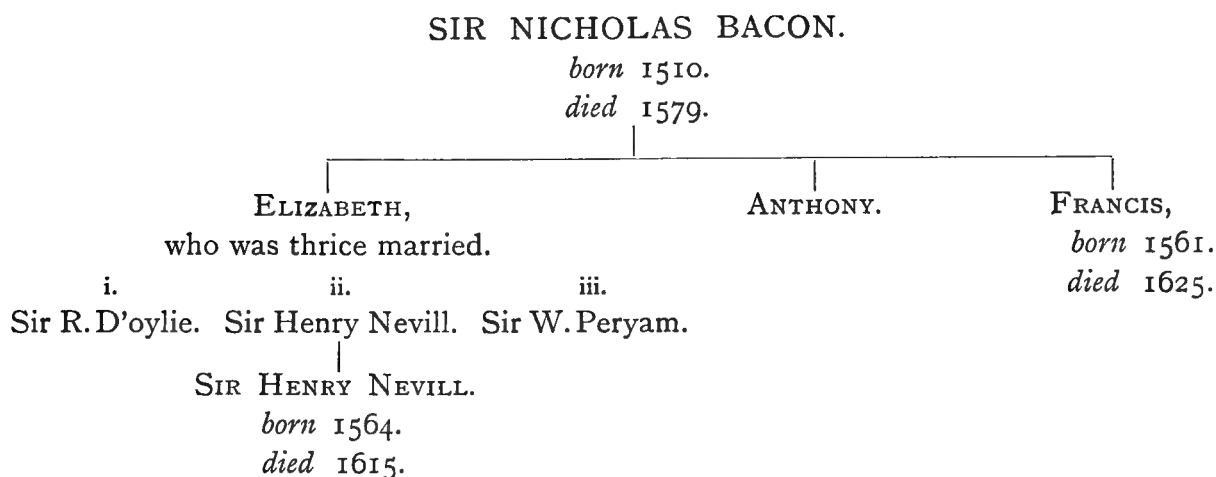 SIR NICHOLAS BACON.
born 1510.
died 1579.
ELIZABETH, ANTHONY. FRANCIS,
who was thrice married. born 1561.
i. ii. iii. died 1625.
Sir R. D'oylie. Sir Henry Nevill. Sir W. Peryam.
SIR HENRY NEVILL.
born 1564.
died 1615.